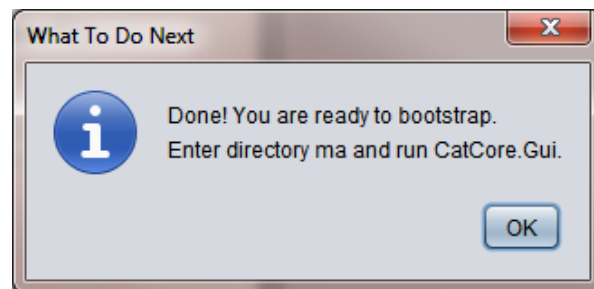 What To Do Next
Done! You are ready to bootstrap.
Enter directory ma and run CatCore.Gui.
OK